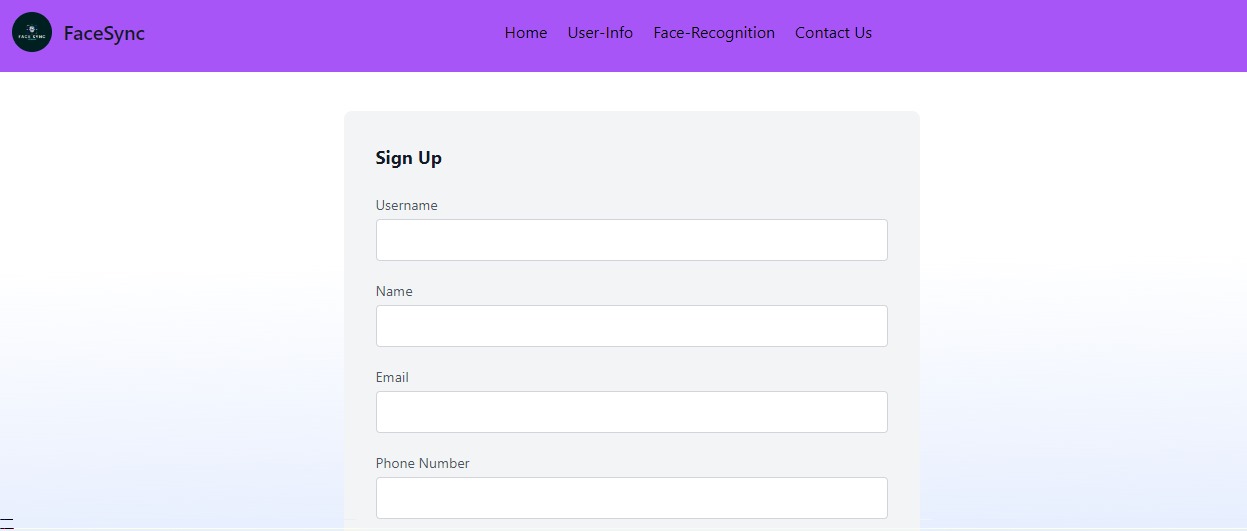 FACE SYNC
FaceSync
Home User-Info Face-Recognition Contact Us
Sign Up
Username
Name
Email
Phone Number